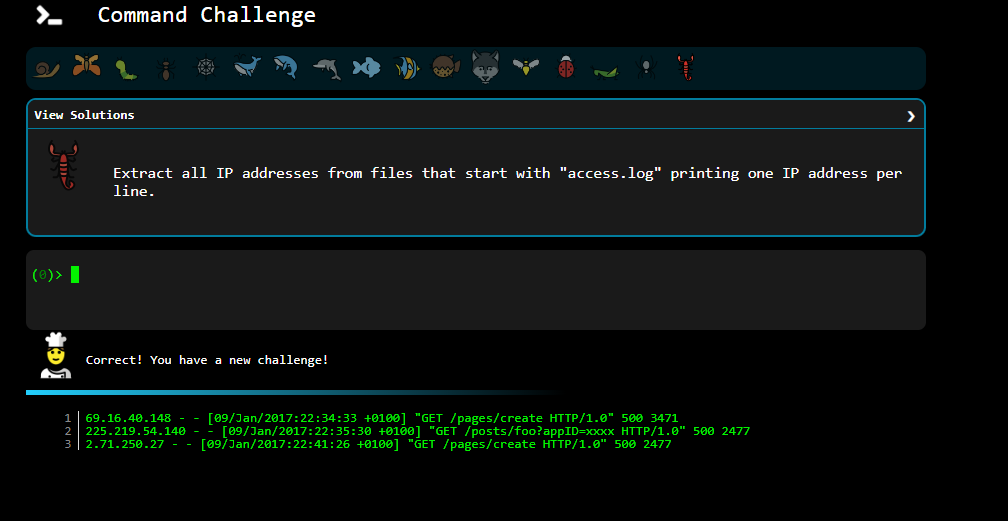 Command Challenge
View Solutions
Extract all IP addresses from files that start with "access.log" printing one IP address per
line.
(0)>
Correct! You have a new challenge!
1 69.16.40.148 - - [09/Jan/2017:22:34:33 +0100] "GET /pages/create HTTP/1.0" 500 3471
2 225.219.54.140 - - [09/Jan/2017:22:35:30 +0100] "GET /posts/foo?appID=xxxx HTTP/1.0" 500 2477
3 2.71.250.27 - - [09/Jan/2017:22:41:26 +0100] "GET /pages/create HTTP/1.0" 500 2477